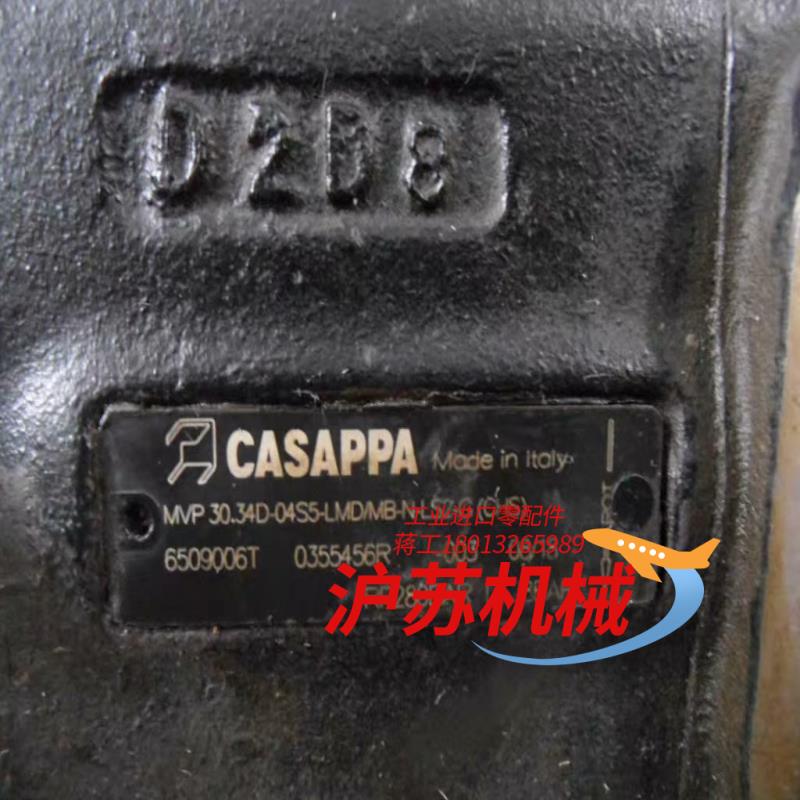 D2B8
CASAPPA Made in Italy
MVP 30.34D-04S5-LMD/MB-N
工业进口零配件
蒋工18013265989
6509006T 0355456R
沪苏机械